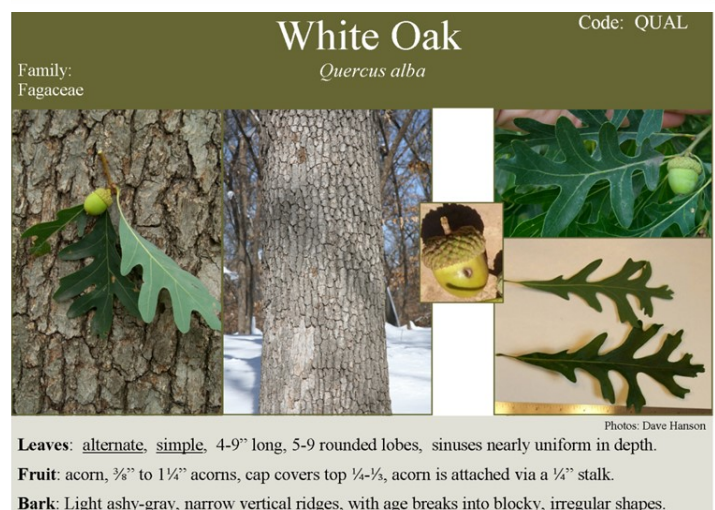 White Oak
Code: QUAL
Quercus alba
Family:
Fagaceae
Photos: Dave Hanson
Leaves: alternate, simple, 4-9” long, 5-9 rounded lobes, sinuses nearly uniform in depth.
Fruit: acorn, ⅜” to 1¼” acorns, cap covers top ¼-⅓, acorn is attached via a ¼” stalk.
Bark: Light ashy-gray, narrow vertical ridges, with age breaks into blocky, irregular shapes.